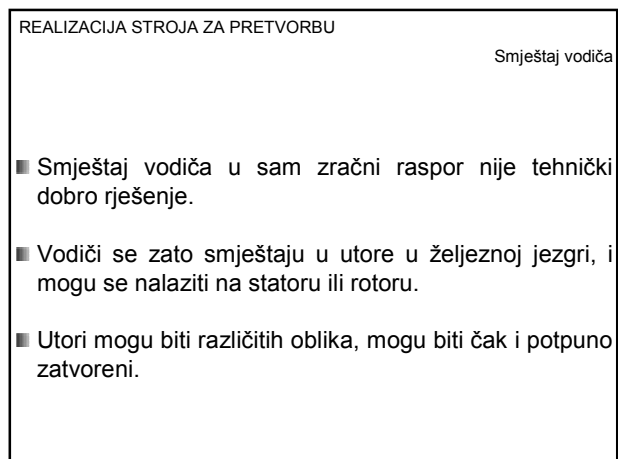 REALIZACIJA STROJA ZA PRETVORBU
Smještaj vodiča
Smještaj vodiča u sam zračni raspor nije tehnički
dobro rješenje.
Vodiči se zato smještaju u utore u željeznoj jezgri, i
mogu se nalaziti na statoru ili rotoru.
Utori mogu biti različitih oblika, mogu biti čak i potpuno
zatvoreni.